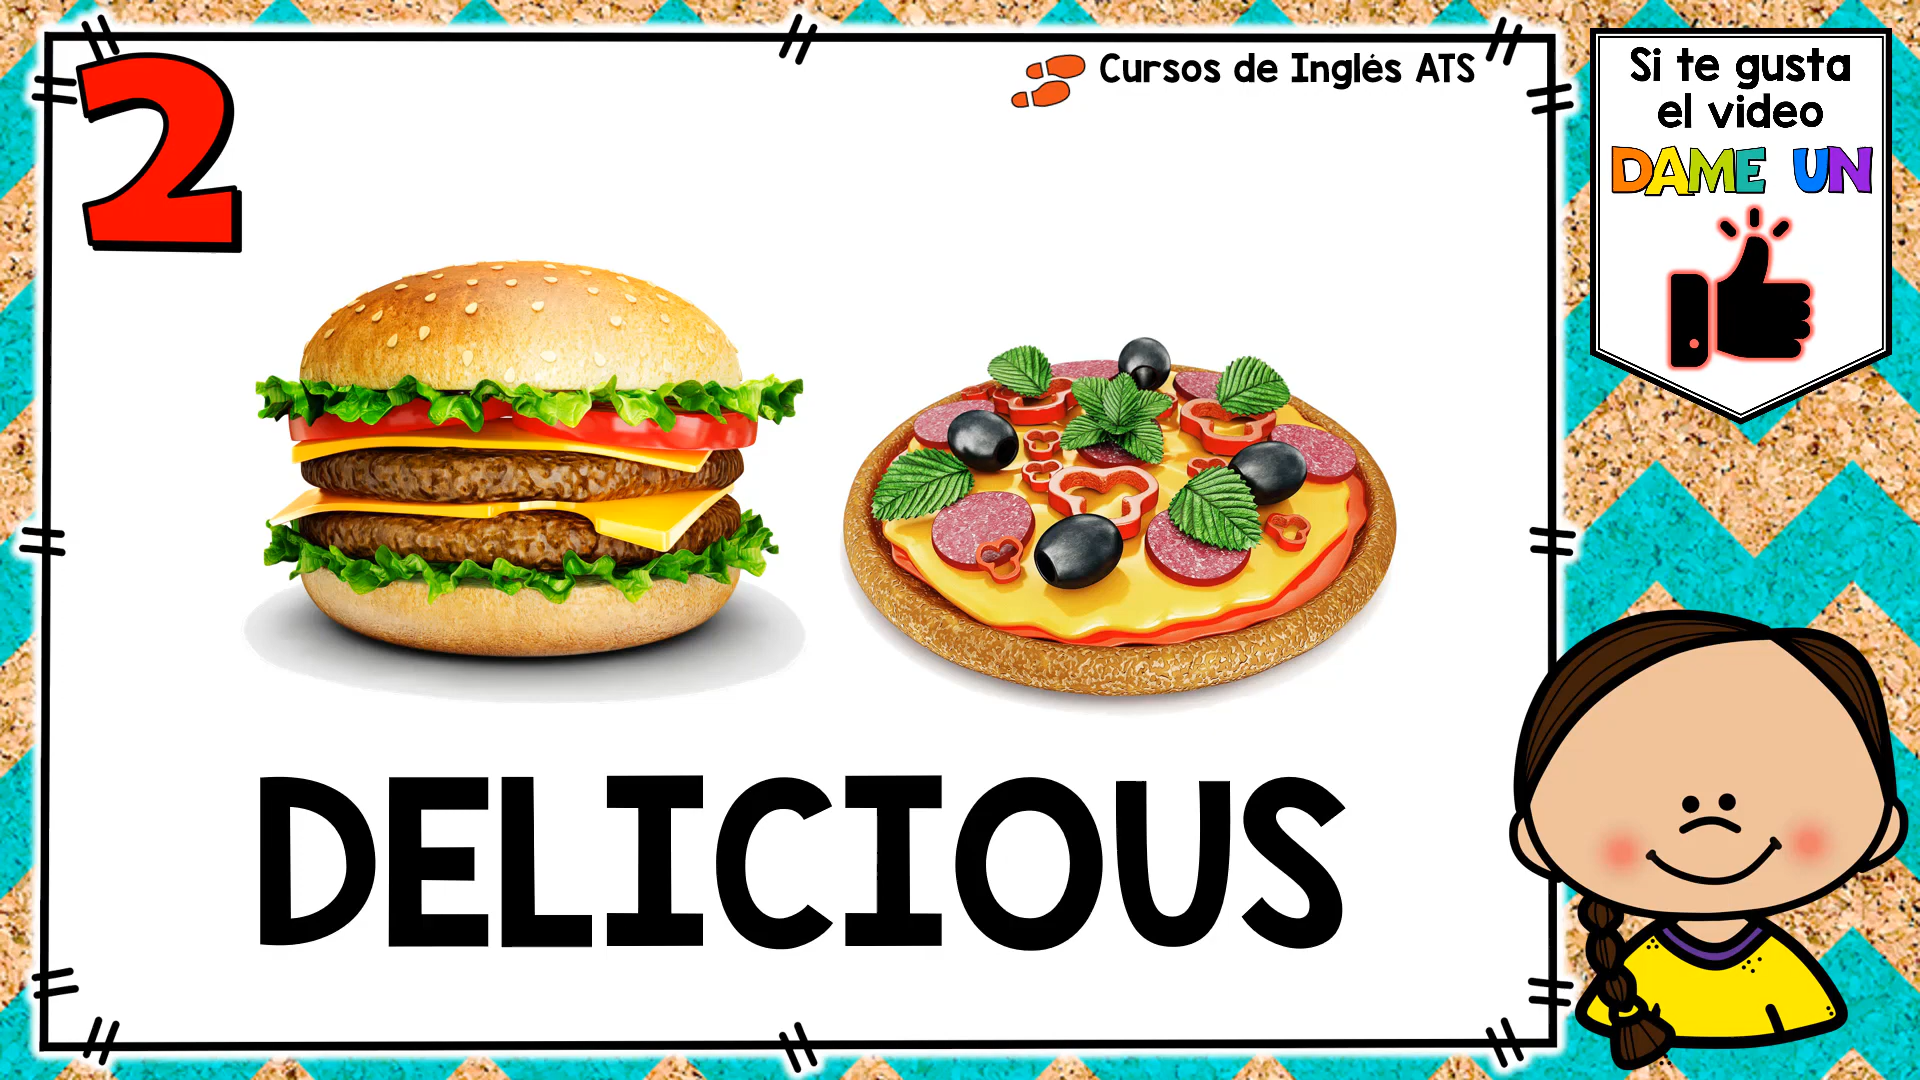 2
Cursos de Inglés ATS
Si te gusta
el video
DAME UN
DELICIOUS